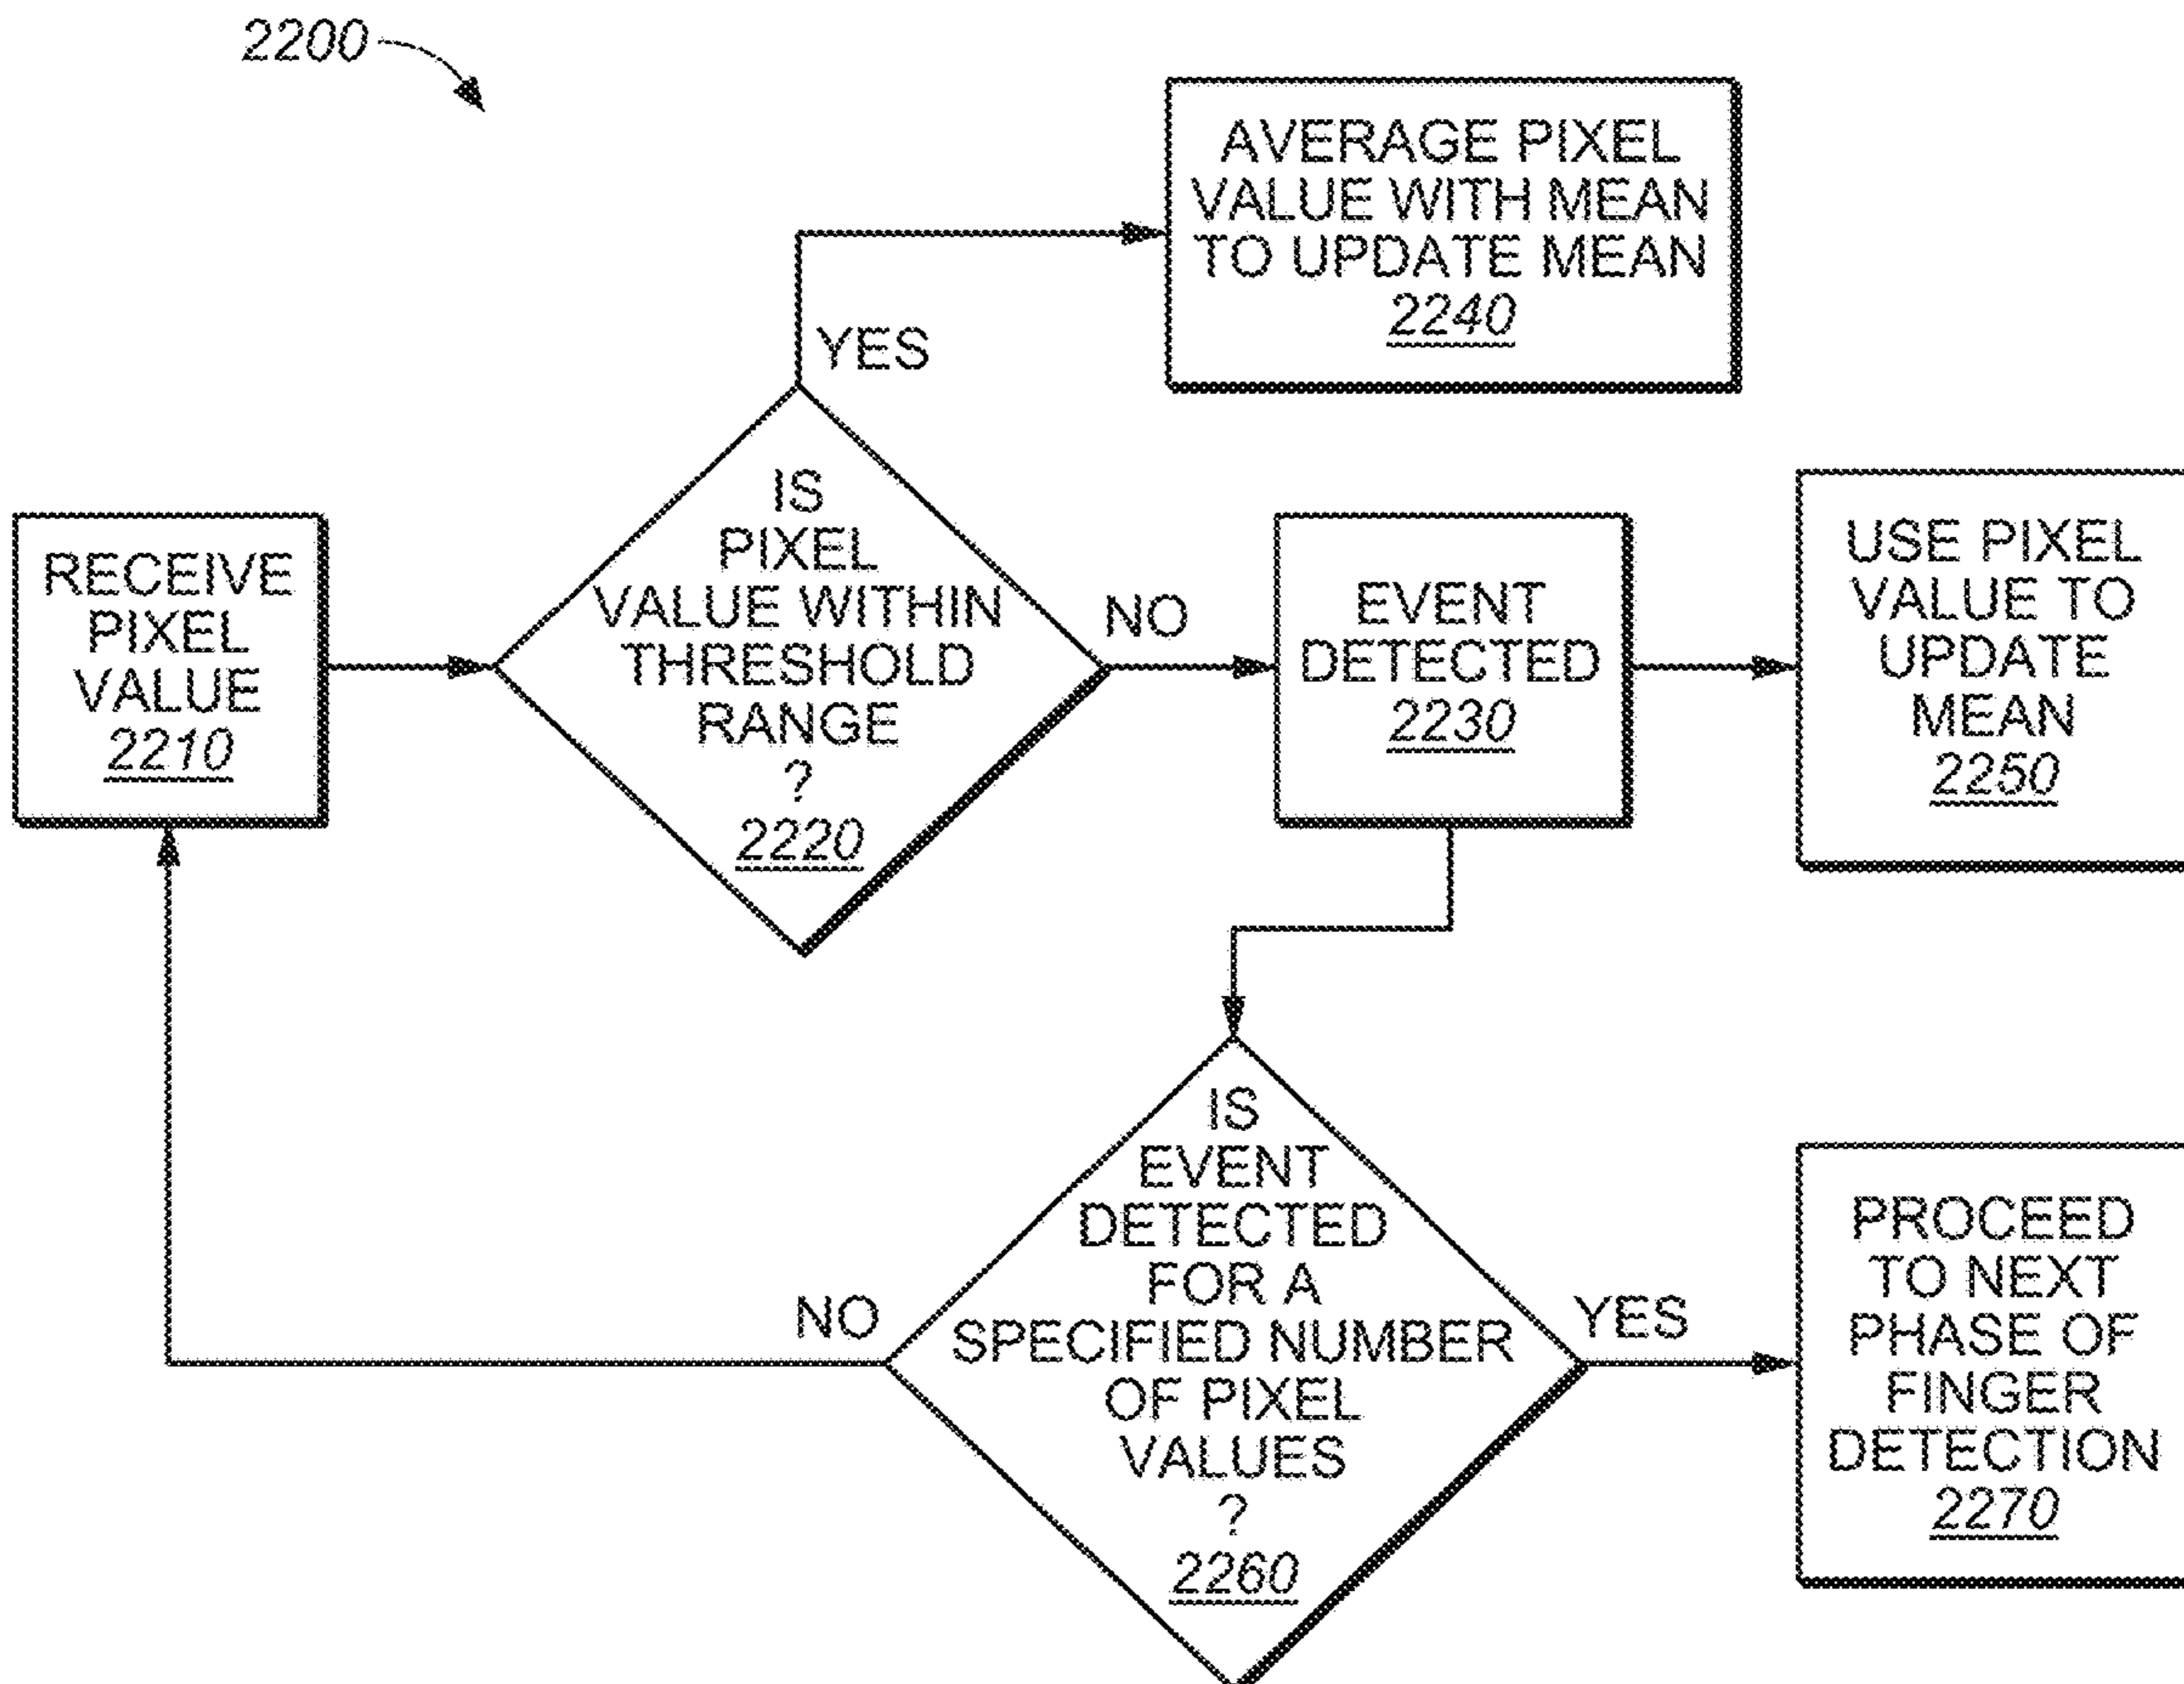 2200
AVERAGE PIXEL
VALUE WITH MEAN
TO UPDATE MEAN
2240
YES
IS
PIXEL
VALUE WITHIN
THRESHOLD
RANGE
?
2220
RECEIVE
PIXEL
VALUE
2210
NO
EVENT
DETECTED
2230
USE PIXEL
VALUE TO
UPDATE
MEAN
2250
IS
EVENT
DETECTED
FOR A
SPECIFIED NUMBER
OF PIXEL
VALUES
?
2260
NO
YES
PROCEED
TO NEXT
PHASE OF
FINGER
DETECTION
2270